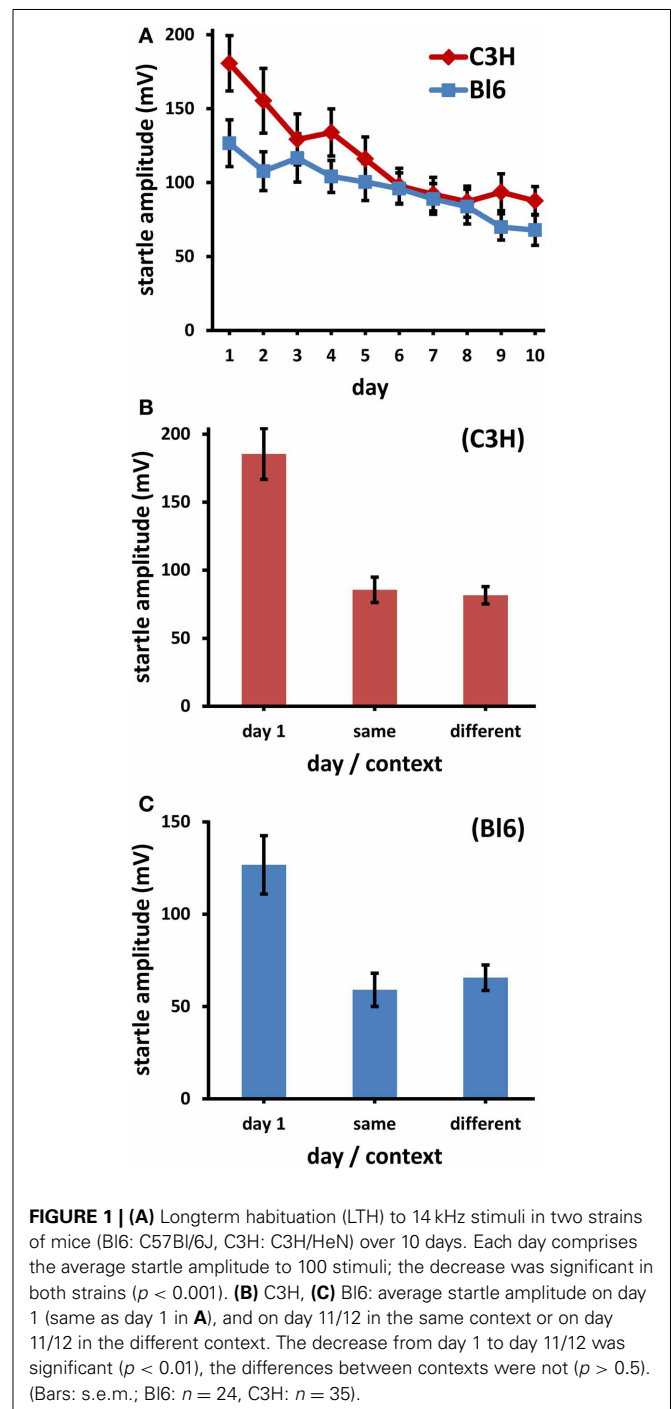 A
200
150
100
50
0
startle amplitude (mV)
C3H
Bl6
1 2 3 4 5 6 7 8 9 10
day
B
200
150
100
50
0
startle amplitude (mV)
(C3H)
day 1 same different
day / context
C
150
100
50
0
startle amplitude (mV)
(Bl6)
day 1 same different
day / context
FIGURE 1 | (A) Longterm habituation (LTH) to 14 kHz stimuli in two strains
of mice (Bl6: C57Bl/6J, C3H: C3H/HeN) over 10 days. Each day comprises
the average startle amplitude to 100 stimuli; the decrease was significant in
both strains (p < 0.001). (B) C3H, (C) Bl6: average startle amplitude on day
1 (same as day 1 in A), and on day 11/12 in the same context or on day
11/12 in the different context. The decrease from day 1 to day 11/12 was
significant (p < 0.01), the differences between contexts were not (p > 0.5).
(Bars: s.e.m.; Bl6: n = 24, C3H: n = 35).